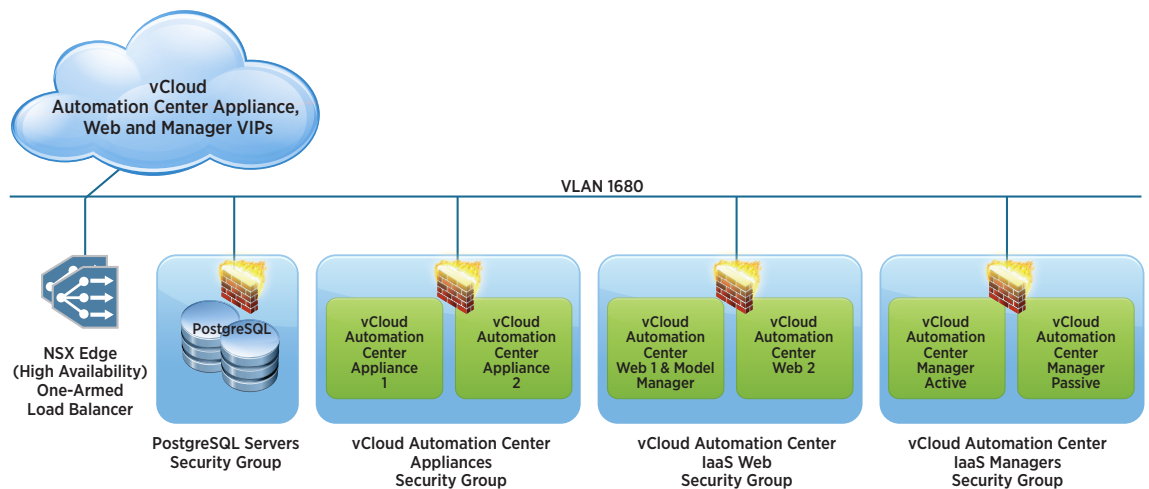 vCloud
Automation Center Appliance,
Web and Manager VIPs
VLAN 1680
NSX Edge
(High Availability)
One-Armed
Load Balancer
PostgreSQL
PostgreSQL Servers
Security Group
vCloud
Automation
Center
Appliance
1
vCloud
Automation
Center
Appliance
2
vCloud Automation Center
Appliances
Security Group
vCloud
Automation
Center
Web 1 & Model
Manager
vCloud
Automation
Center
Web 2
vCloud Automation Center
IaaS Web
Security Group
vCloud
Automation
Center
Manager
Active
vCloud
Automation
Center
Manager
Passive
vCloud Automation Center
IaaS Managers
Security Group